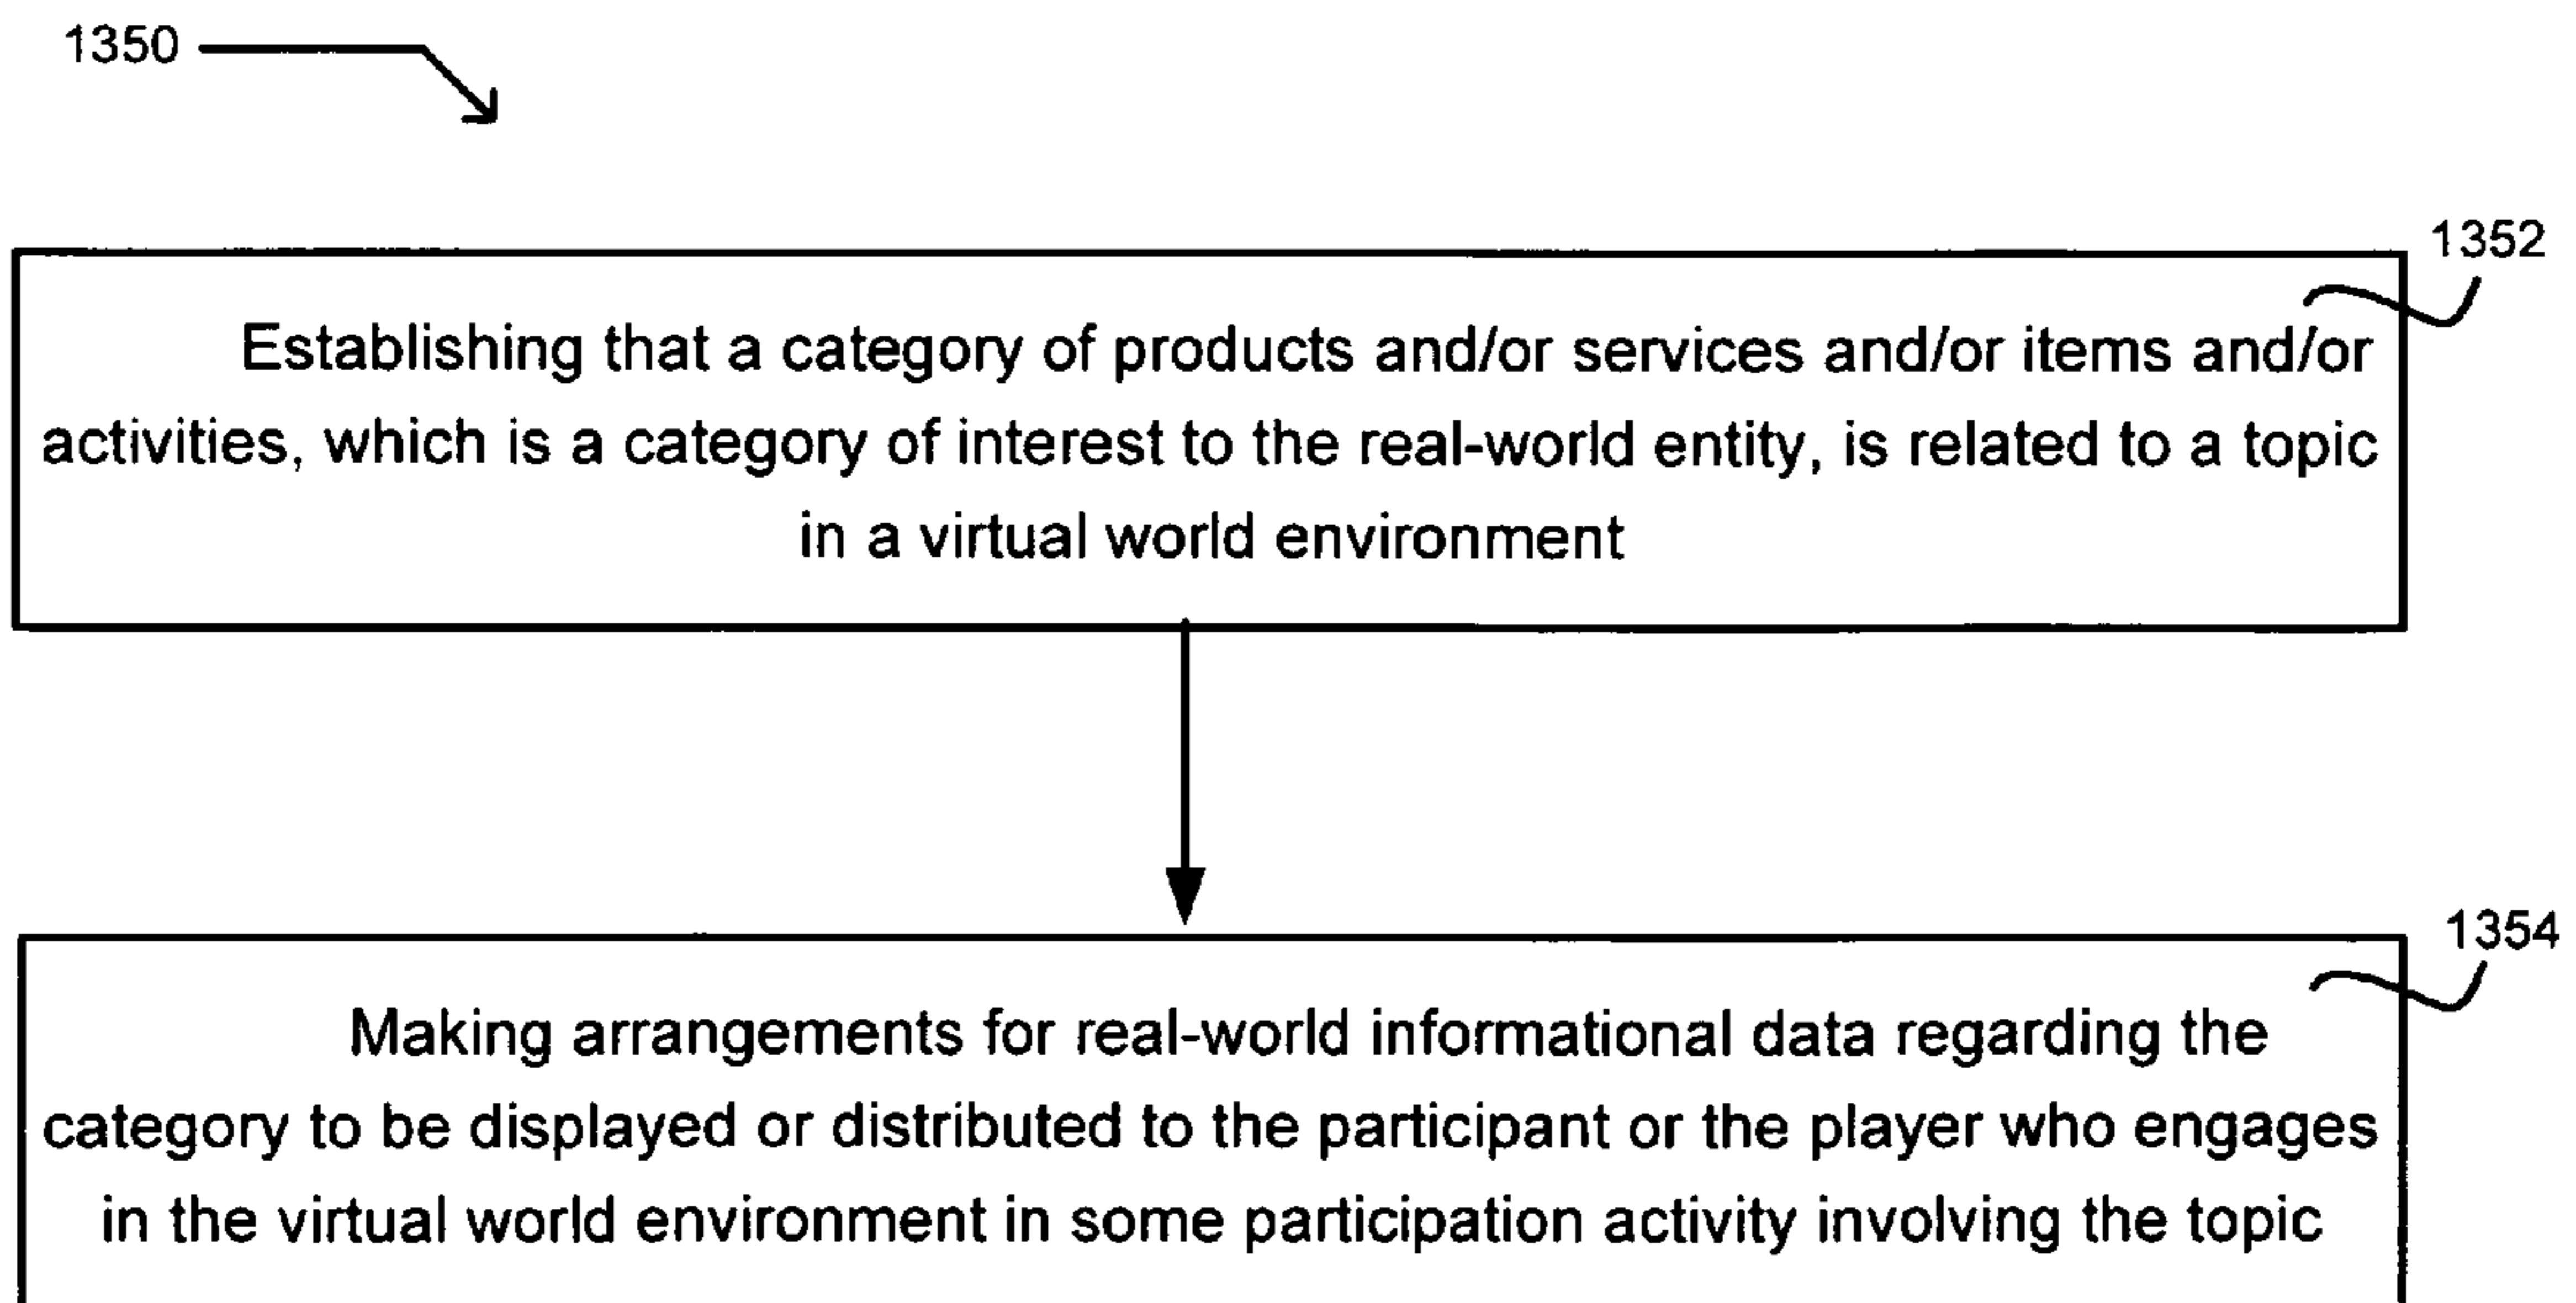 1350
1352
Establishing that a category of products and/or services and/or items and/or
activities, which is a category of interest to the real-world entity, is related to a topic
in a virtual world environment
1354
Making arrangements for real-world informational data regarding the
category to be displayed or distributed to the participant or the player who engages
in the virtual world environment in some participation activity involving the topic